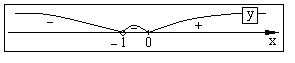 – – + y
– 1 0 x